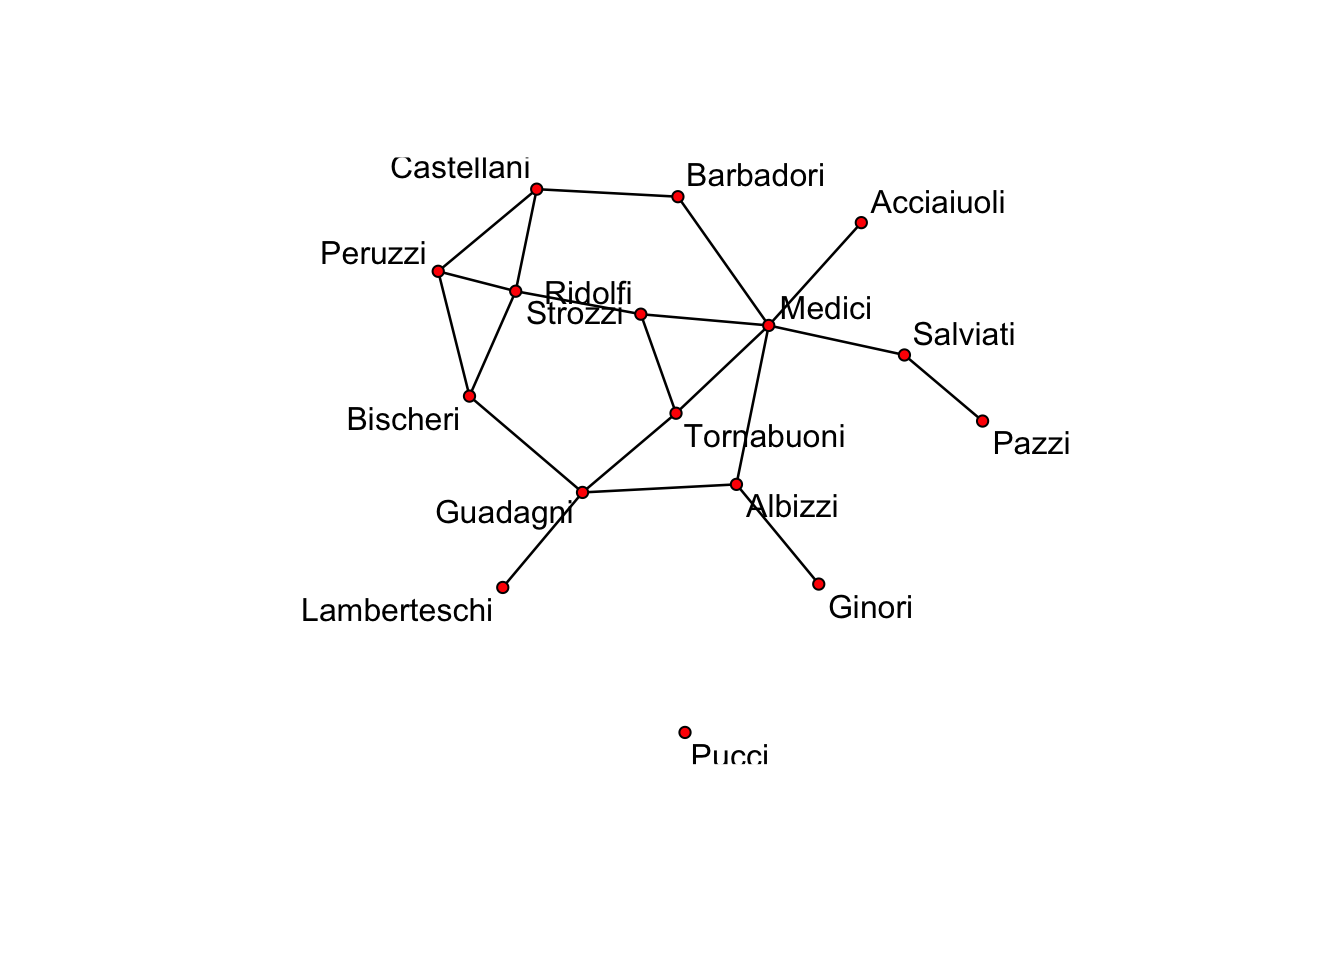 Castellani
Barbadori
Acciaiuoli
Peruzzi
Ridolfi
Strozzi
Medici
Salviati
Bischeri
Tornabuoni
Pazzi
Guadagni
Albizzi
Lamberteschi
Ginori
Pucci